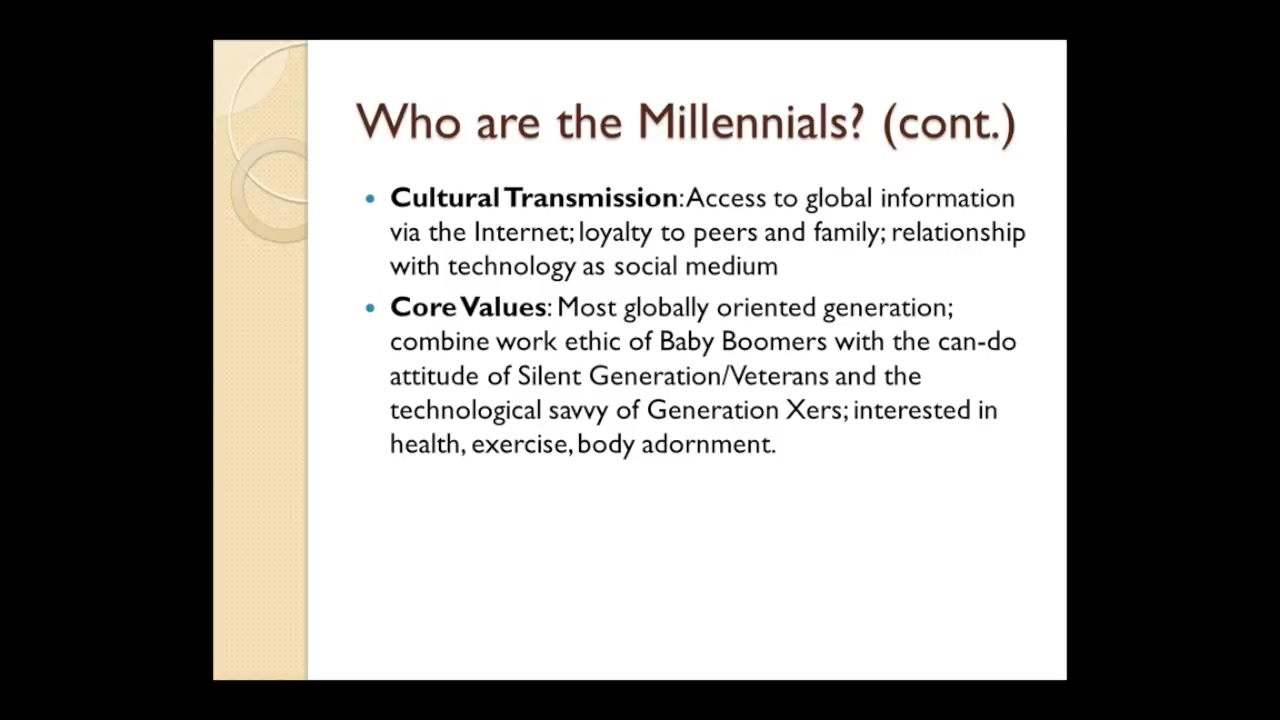 Who are the Millennials? (cont.)
• Cultural Transmission: Access to global information
via the Internet; loyalty to peers and family; relationship
with technology as social medium
• Core Values: Most globally oriented generation;
combine work ethic of Baby Boomers with the can-do
attitude of Silent Generation/Veterans and the
technological savvy of Generation Xers; interested in
health, exercise, body adornment.